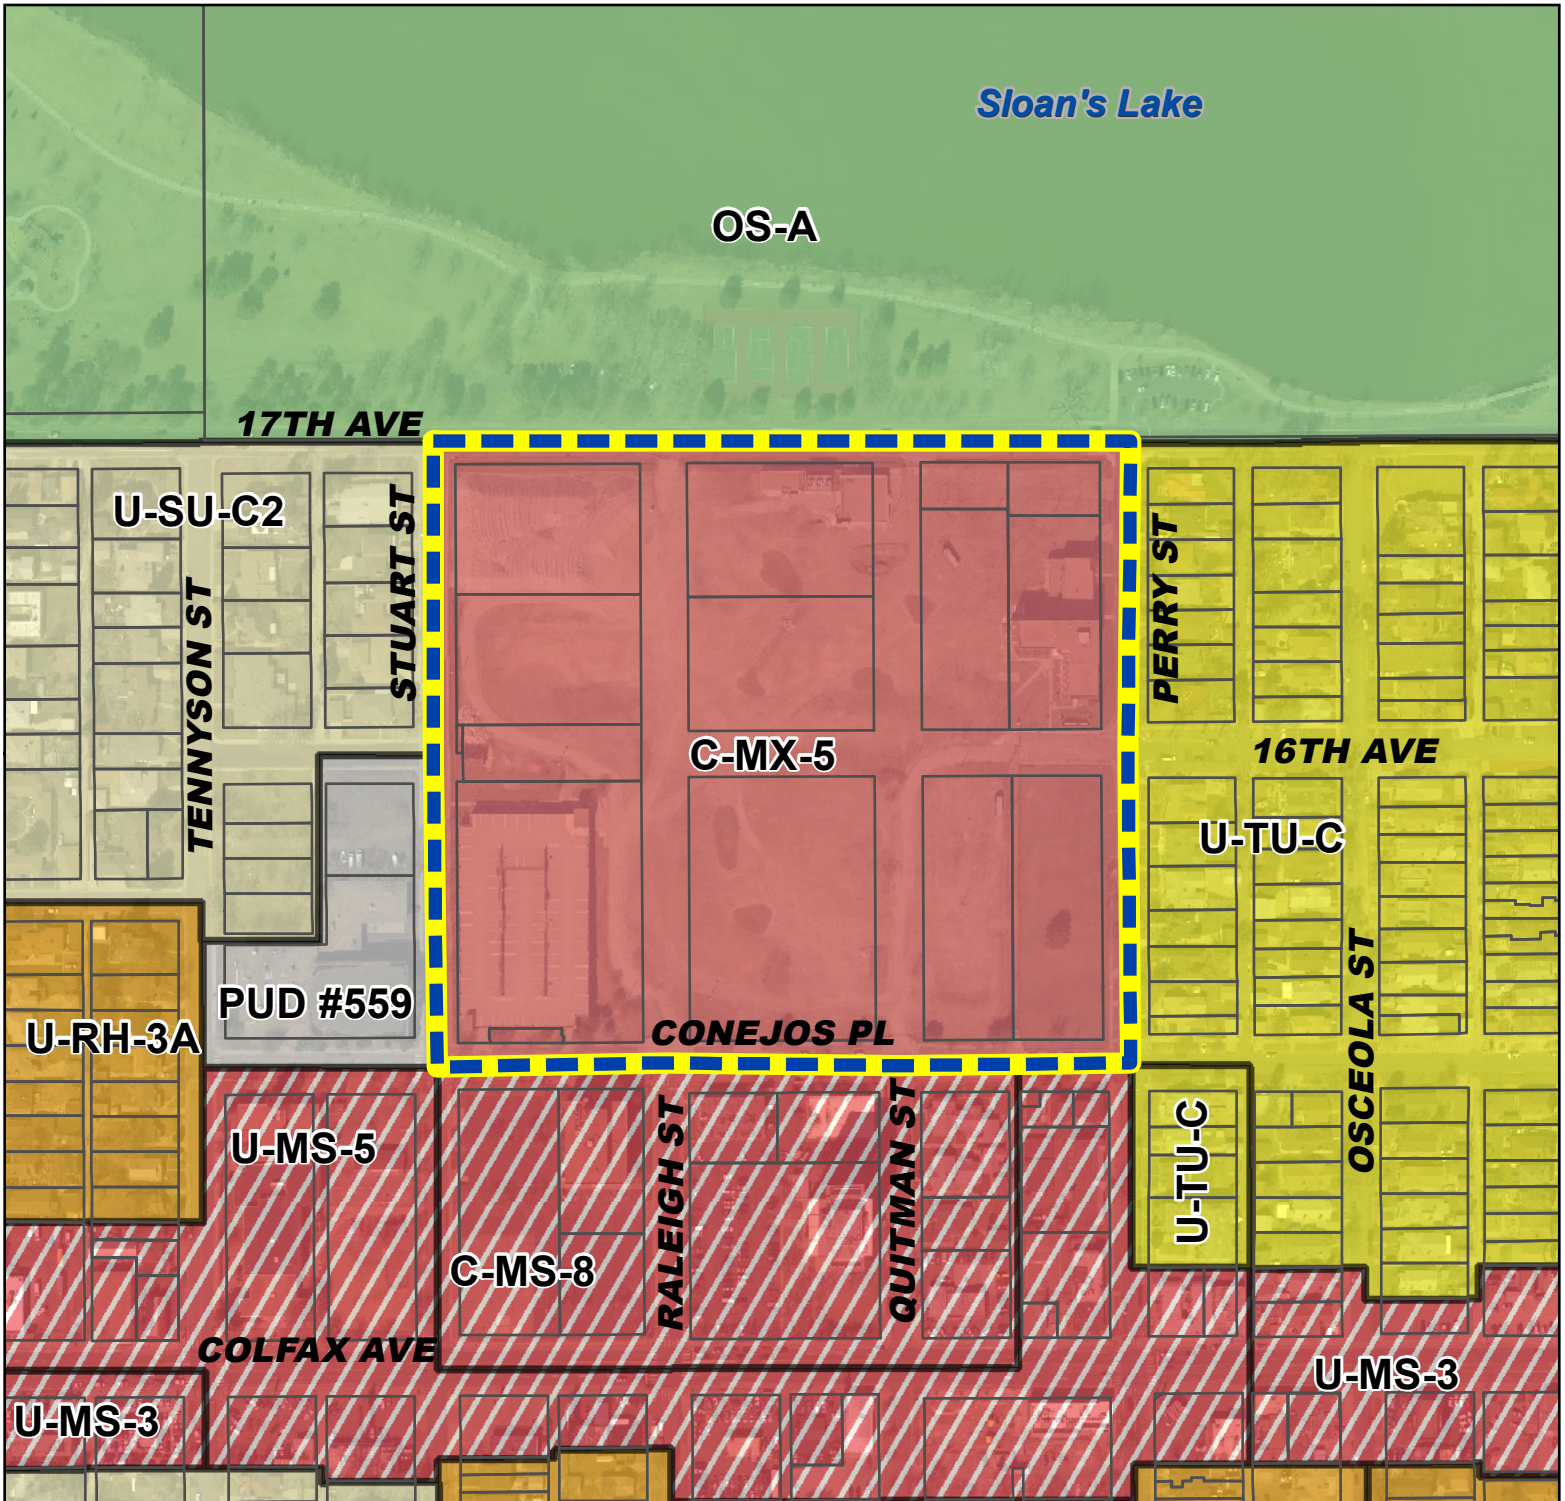 Sloan's Lake
OS-A
17TH AVE
U-SU-C2
STUART ST
PERRY ST
TENNYSON ST
C-MX-5
16TH AVE
U-TU-C
PUD #559
U-RH-3A
CONEJOS PL
OSCEOLA ST
U-MS-5
RALEIGH ST
QUITMAN ST
U-TU-C
C-MS-8
COLFAX AVE
U-MS-3
U-MS-3